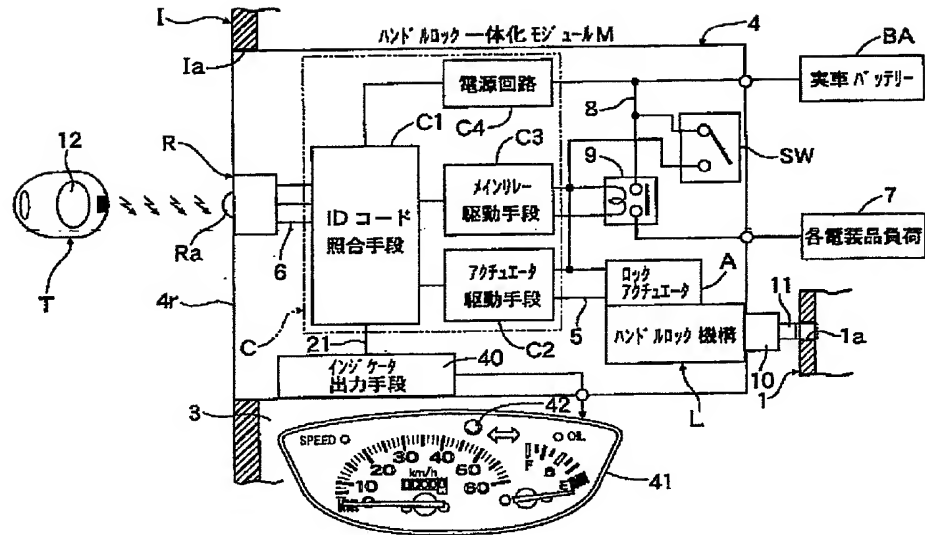 I
Ia
ハンドルロック一体化モジュールM
4
BA
実車バッテリー
電源回路
C4
8
C1
C3
SW
12
R
9
T
Ra
6
IDコード
照合手段
メインリレー
駆動手段
7
各電装品負荷
4r
アクチュエータ
駆動手段
ロック
アクチュエータ
A
C
21
C2
5
ハンドルロック機構
11
1a
10
1
L
インジケータ
出力手段
40
3
42
SPEED
OIL
km/h
10
20
30
40
50
60
F
E
41